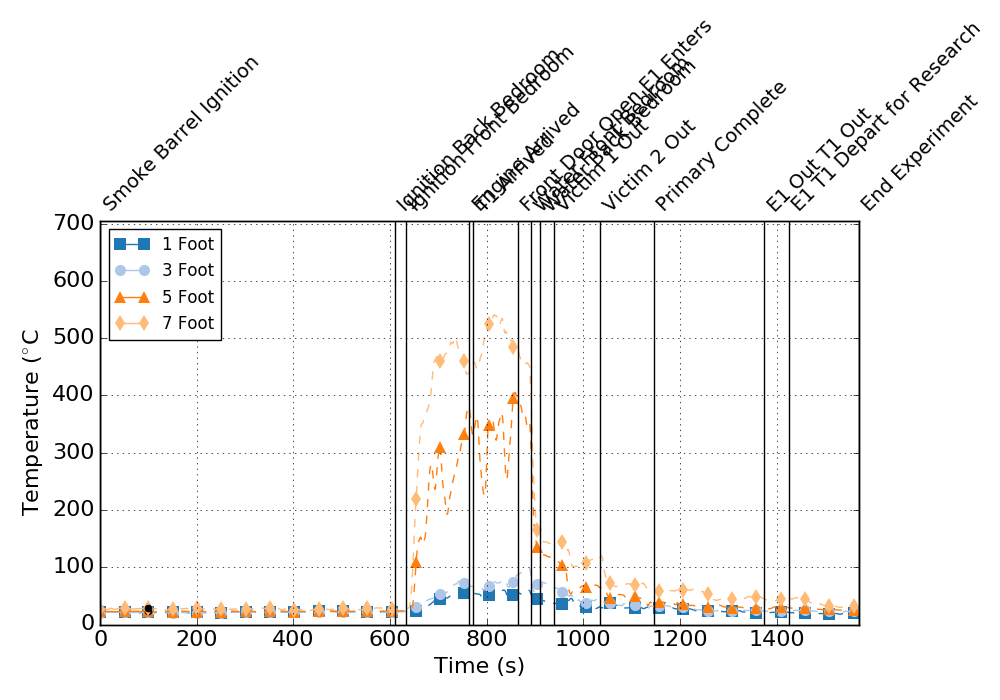 Smoke Barrel Ignition
Ignition Back Bedroom
Ignition Front Bedroom
Engine Arrived
T1 Arrived
Front Door Open E1 Enters
Water Front Bedroom
Water Back Bedroom
Victim 1 Out
Victim 2 Out
Primary Complete
E1 Out T1 Out
E1 T1 Depart for Research
End Experiment
700
600
500
400
300
200
100
0
Temperature (°C
1 Foot
3 Foot
5 Foot
7 Foot
0 200 400 600 800 1000 1200 1400
Time (s)